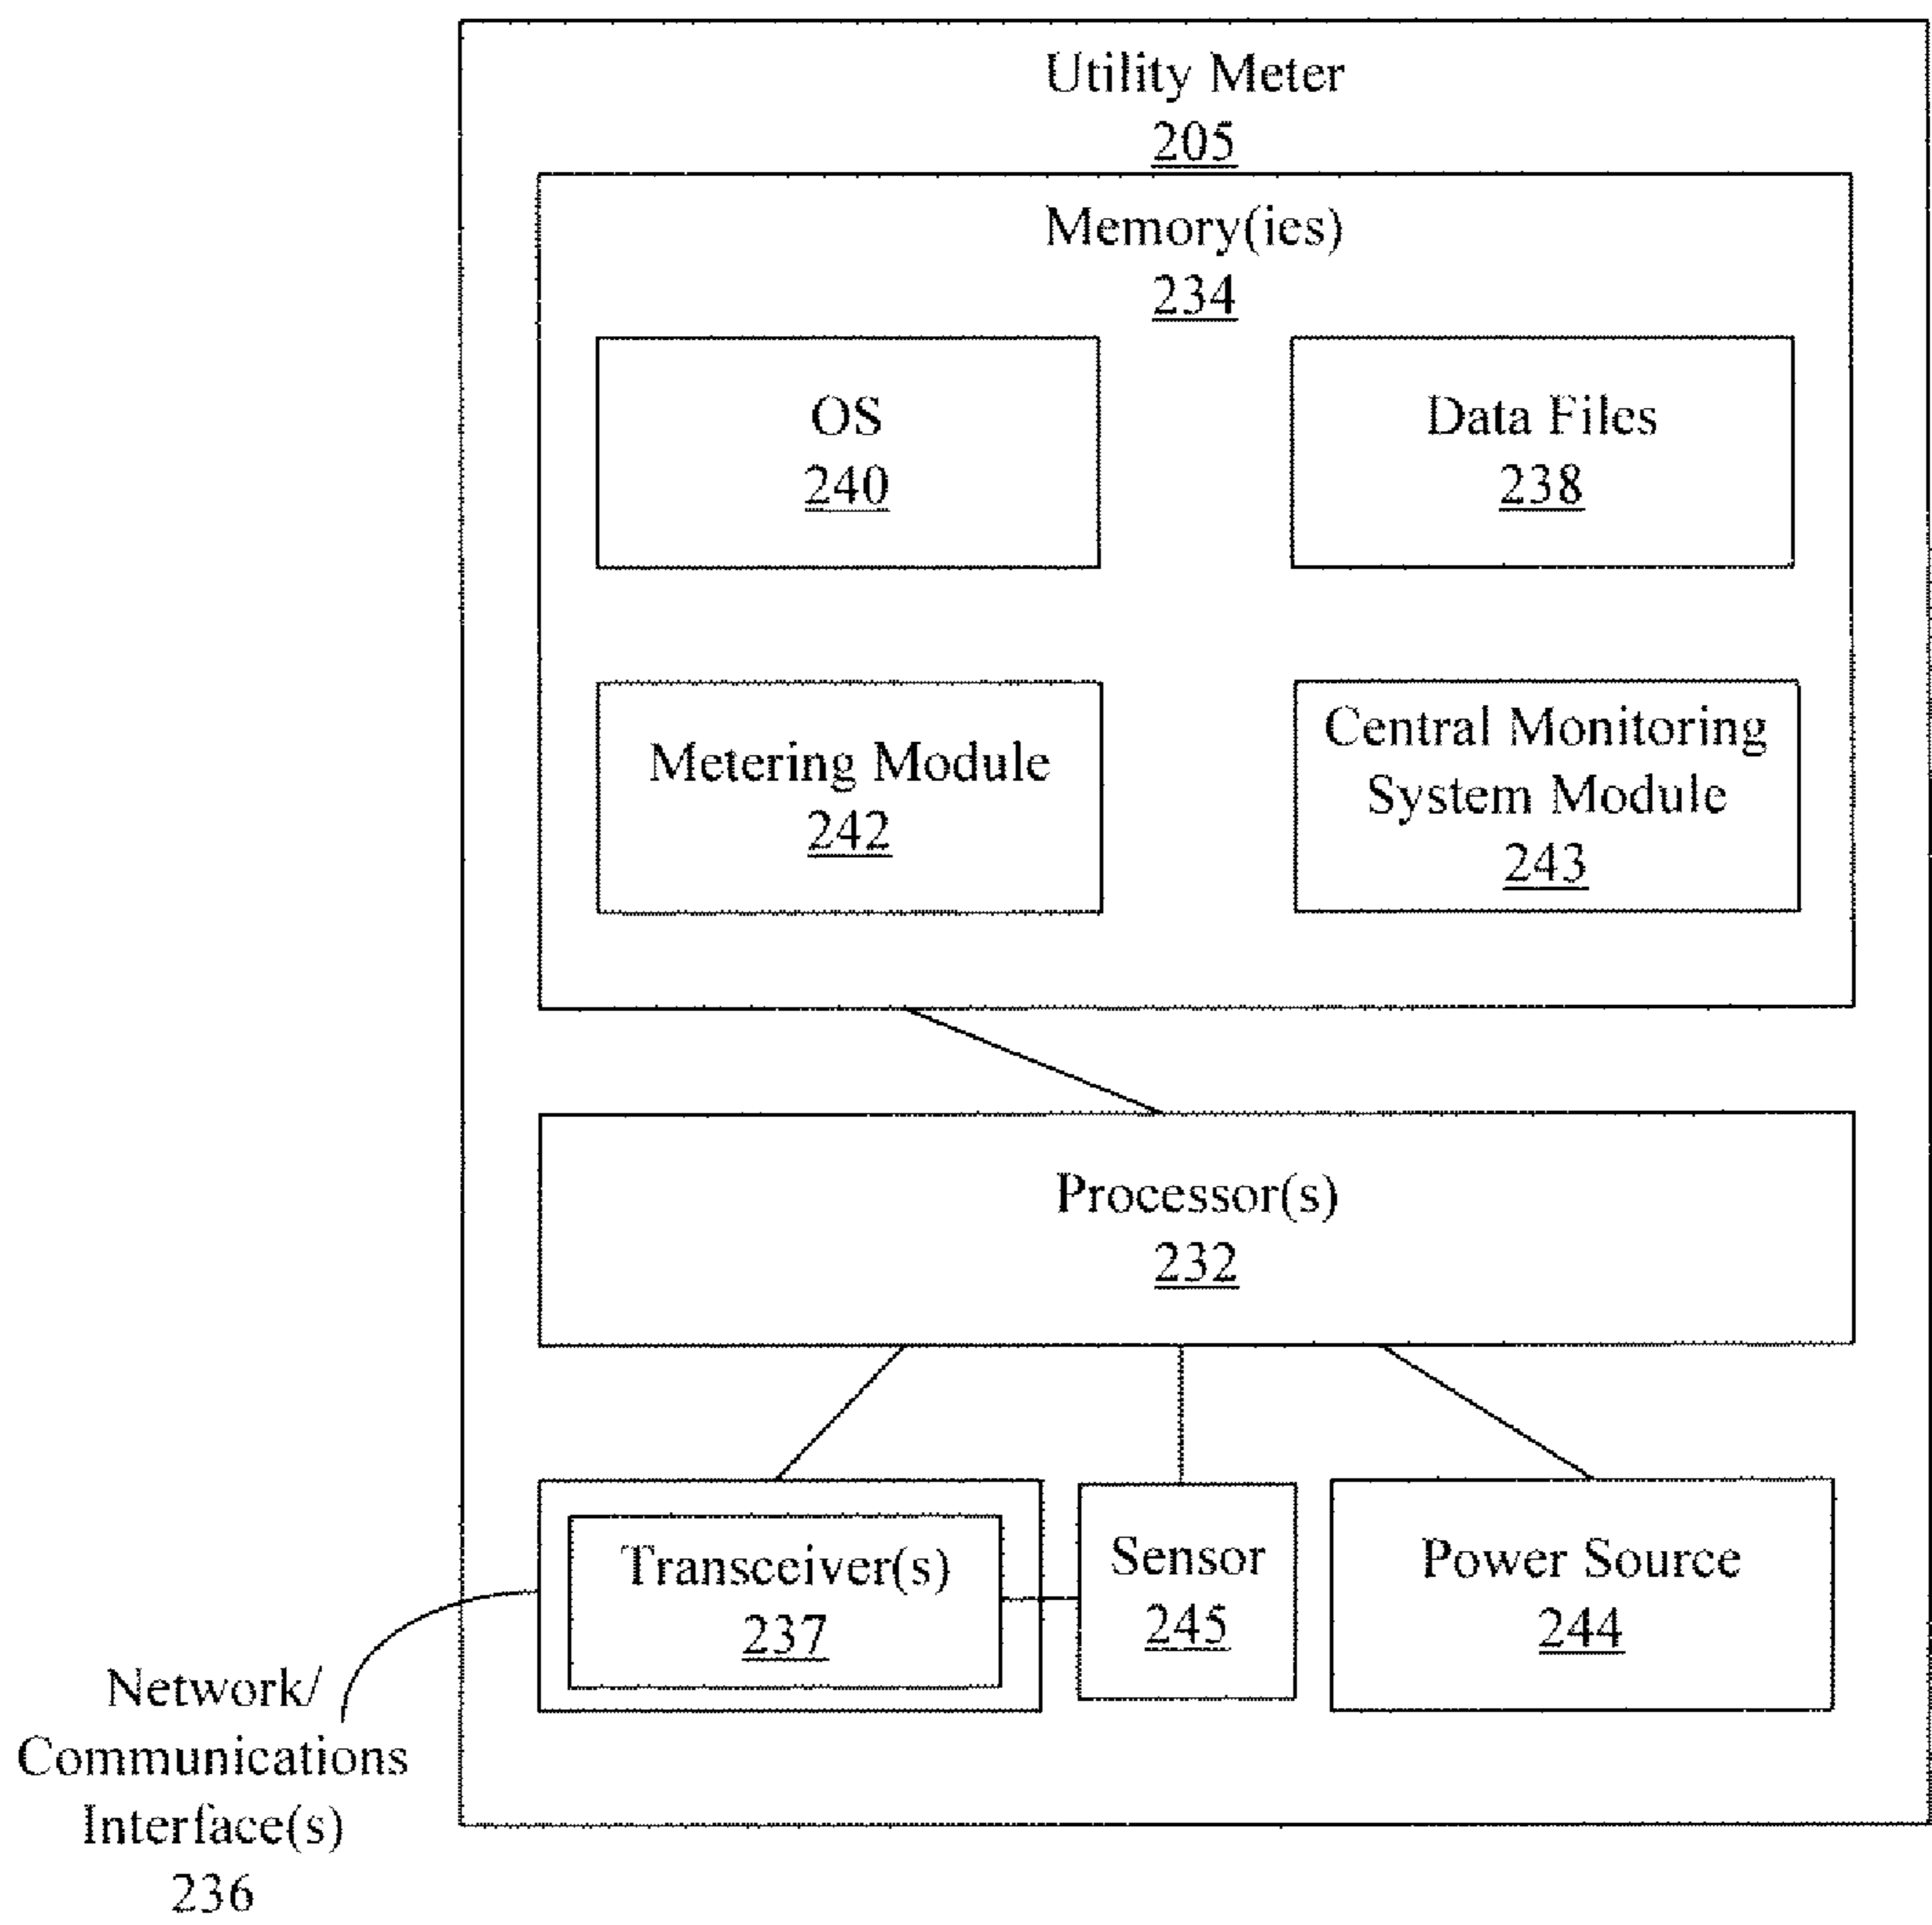 Utility Meter
205
Memory(ies)
234
OS
240
Data Files
238
Metering Module
242
Central Monitoring
System Module
243
Processor(s)
232
Transceiver(s)
237
Sensor
245
Power Source
244
Network/
Communications
Interface(s)
236